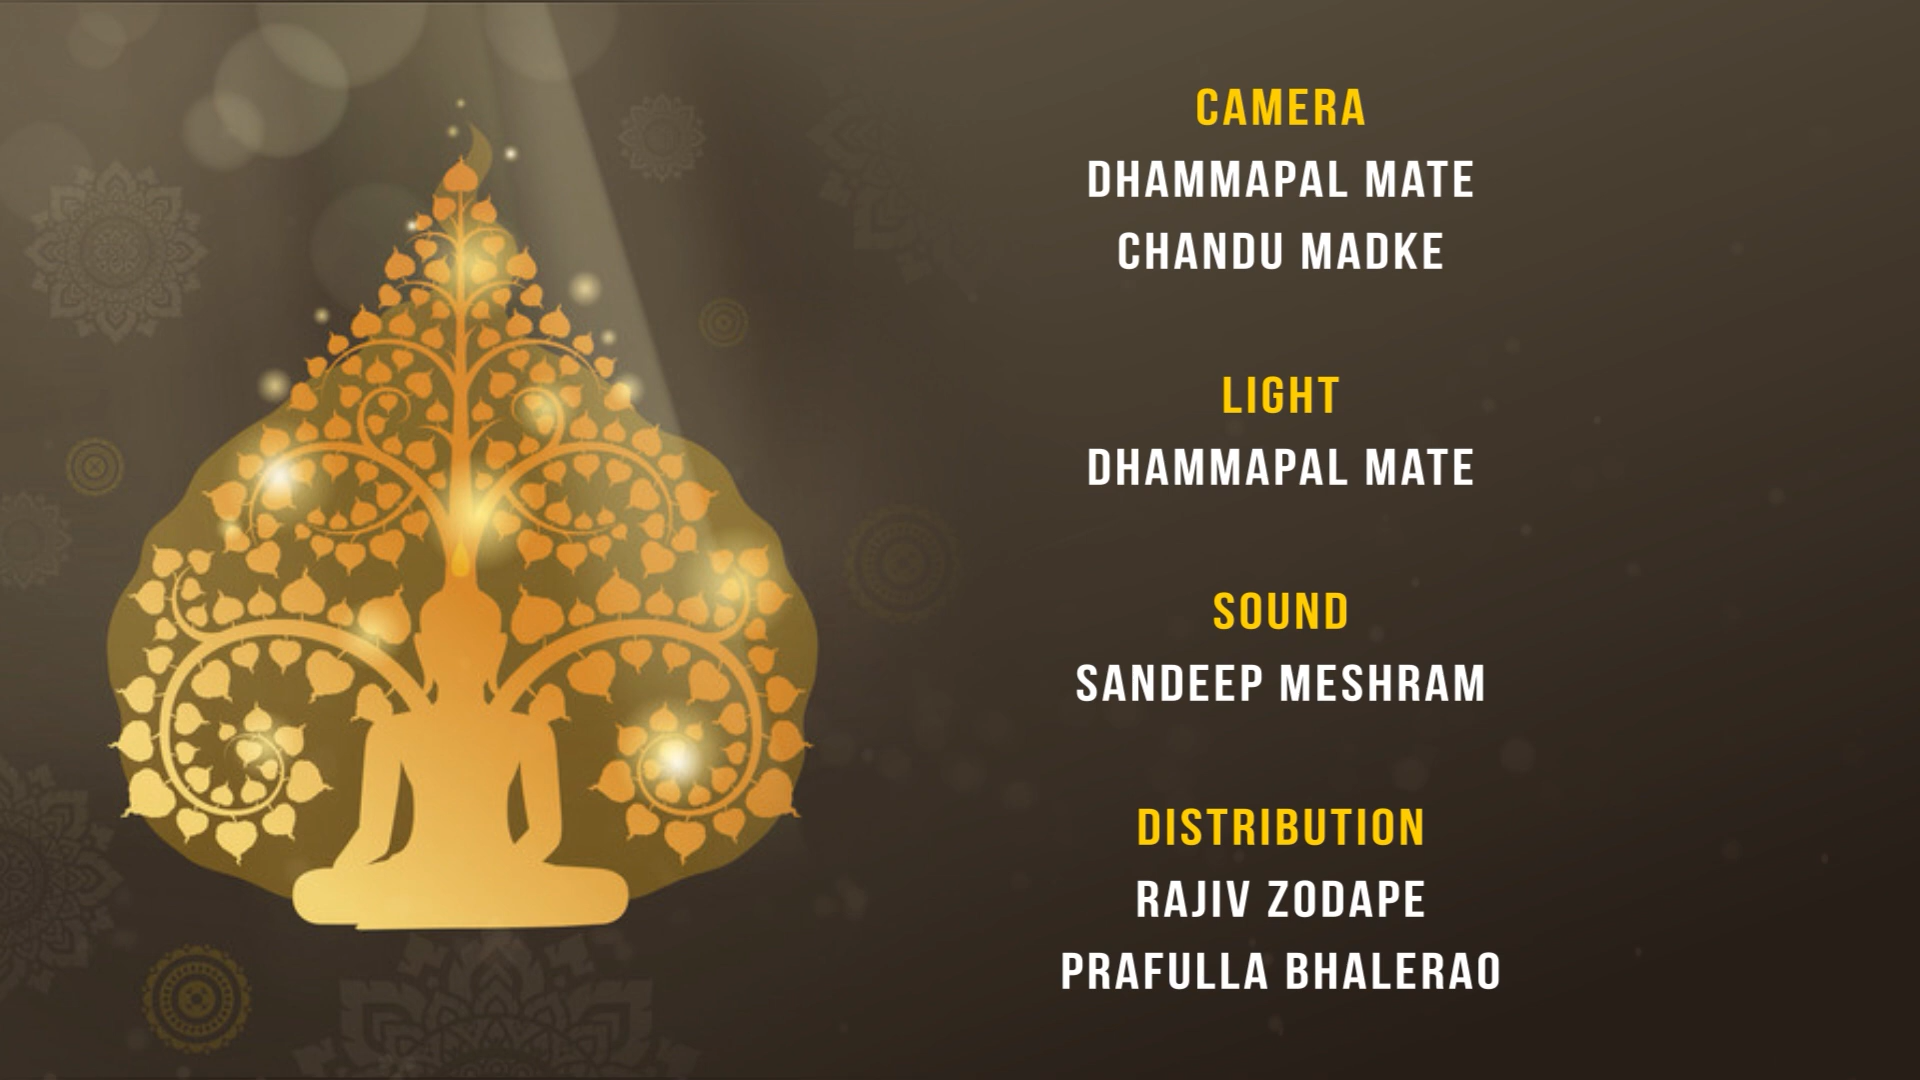 CAMERA
DHAMMAPAL MATE
CHANDU MADKE
LIGHT
DHAMMAPAL MATE
SOUND
SANDEEP MESHRAM
DISTRIBUTION
RAJIV ZODAPE
PRAFULLA BHALERAO